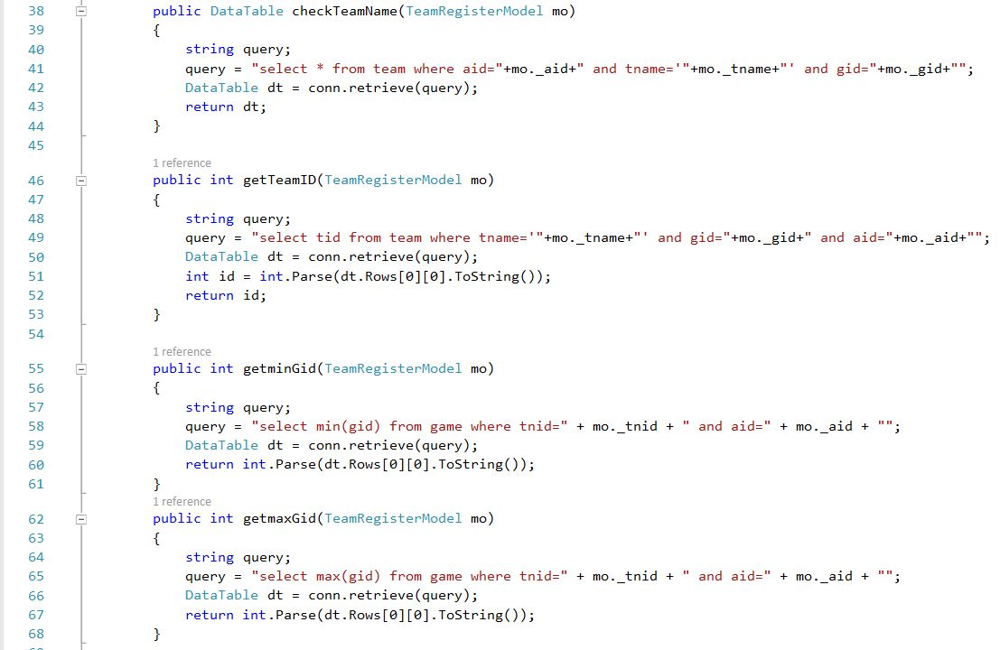 38 public DataTable checkTeamName(TeamRegisterModel mo)
39 {
40 string query;
41 query = "select * from team where aid="+mo._aid+" and tname='"+mo._tname+"' and gid="+mo._gid+"";
42 DataTable dt = conn.retrieve(query);
43 return dt;
44 }
45
1 reference
46 public int getTeamID(TeamRegisterModel mo)
47 {
48 string query;
49 query = "select tid from team where tname='"+mo._tname+"' and gid="+mo._gid+" and aid="+mo._aid+"";
50 DataTable dt = conn.retrieve(query);
51 int id = int.Parse(dt.Rows[0][0].ToString());
52 return id;
53 }
54
1 reference
55 public int getminGid(TeamRegisterModel mo)
56 {
57 string query;
58 query = "select min(gid) from game where tnid=" + mo._tnid + " and aid=" + mo._aid + "";
59 DataTable dt = conn.retrieve(query);
60 return int.Parse(dt.Rows[0][0].ToString());
61 }
1 reference
62 public int getmaxGid(TeamRegisterModel mo)
63 {
64 string query;
65 query = "select max(gid) from game where tnid=" + mo._tnid + " and aid=" + mo._aid + "";
66 DataTable dt = conn.retrieve(query);
67 return int.Parse(dt.Rows[0][0].ToString());
68 }